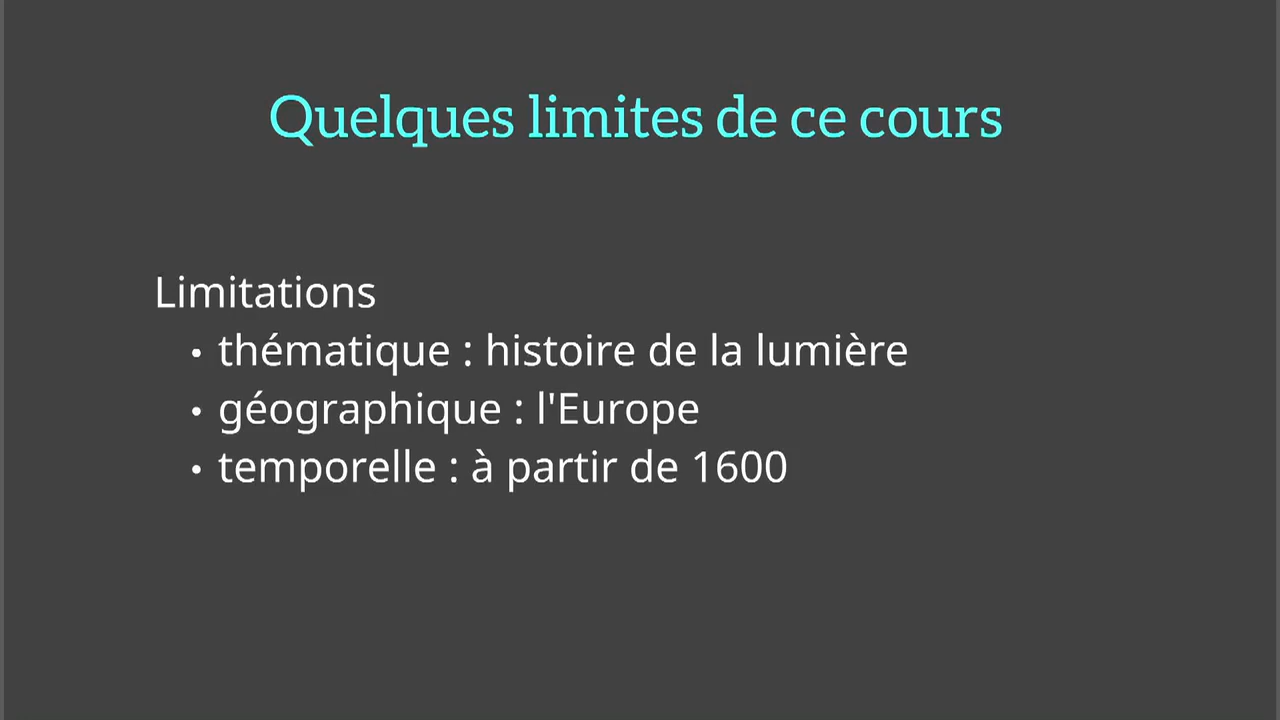 Quelques limites de ce cours
Limitations
• thématique : histoire de la lumière
• géographique : l'Europe
• temporelle : à partir de 1600